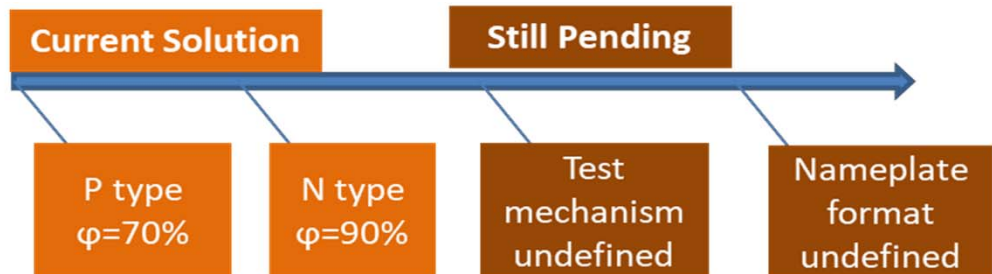 Current Solution
Still Pending
P type
φ=70%
N type
φ=90%
Test
mechanism
undefined
Nameplate
format
undefined